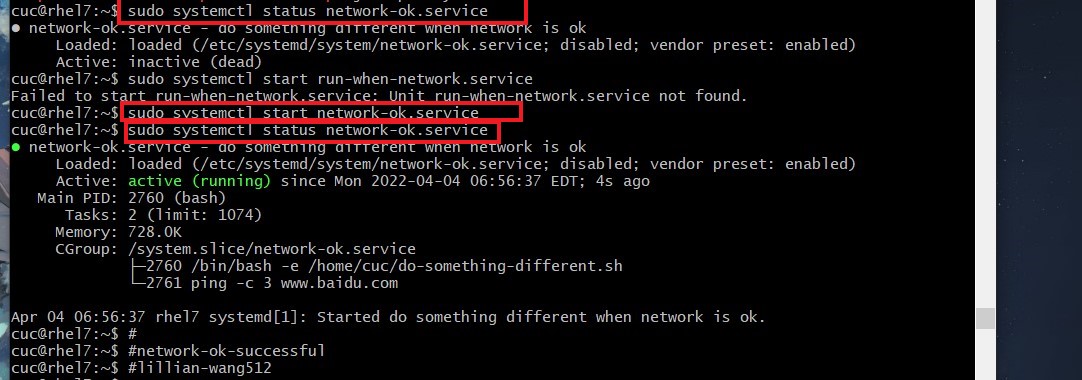 cuc@rhel7:~$ sudo systemctl status network-ok.service
● network-ok.service - do something different when network is ok
Loaded: loaded (/etc/systemd/system/network-ok.service; disabled; vendor preset: enabled)
Active: inactive (dead)
cuc@rhel7:~$ sudo systemctl start run-when-network.service
Failed to start run-when-network.service: Unit run-when-network.service not found.
cuc@rhel7:~$ sudo systemctl start network-ok.service
cuc@rhel7:~$ sudo systemctl status network-ok.service
● network-ok.service - do something different when network is ok
Loaded: loaded (/etc/systemd/system/network-ok.service; disabled; vendor preset: enabled)
Active: active (running) since Mon 2022-04-04 06:56:37 EDT; 4s ago
Main PID: 2760 (bash)
Tasks: 2 (limit: 1074)
Memory: 728.0K
CGroup: /system.slice/network-ok.service
├─2760 /bin/bash -e /home/cuc/do-something-different.sh
└─2761 ping -c 3 www.baidu.com
Apr 04 06:56:37 rhel7 systemd[1]: Started do something different when network is ok.
cuc@rhel7:~$ #
cuc@rhel7:~$ #network-ok-successful
cuc@rhel7:~$ #lillian-wang512